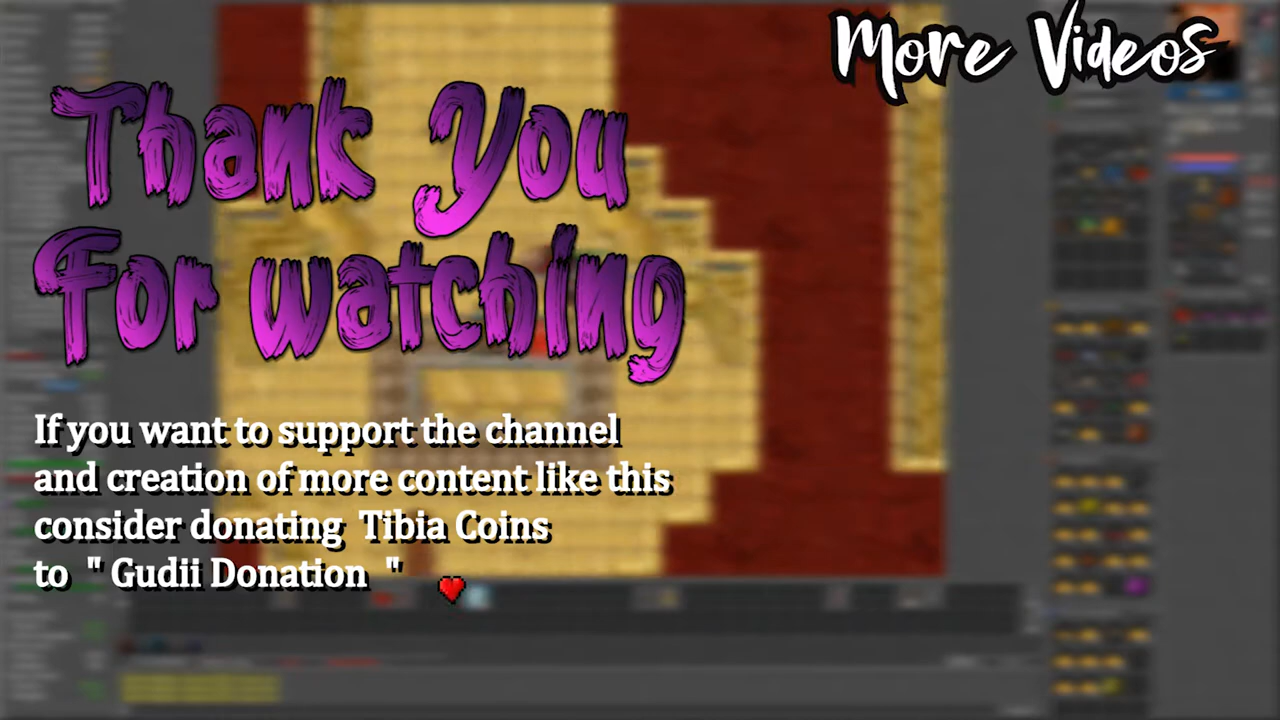 More Videos
Thank You
For watching
If you want to support the channel
and creation of more content like this
consider donating Tibia Coins
to " Gudii Donation "